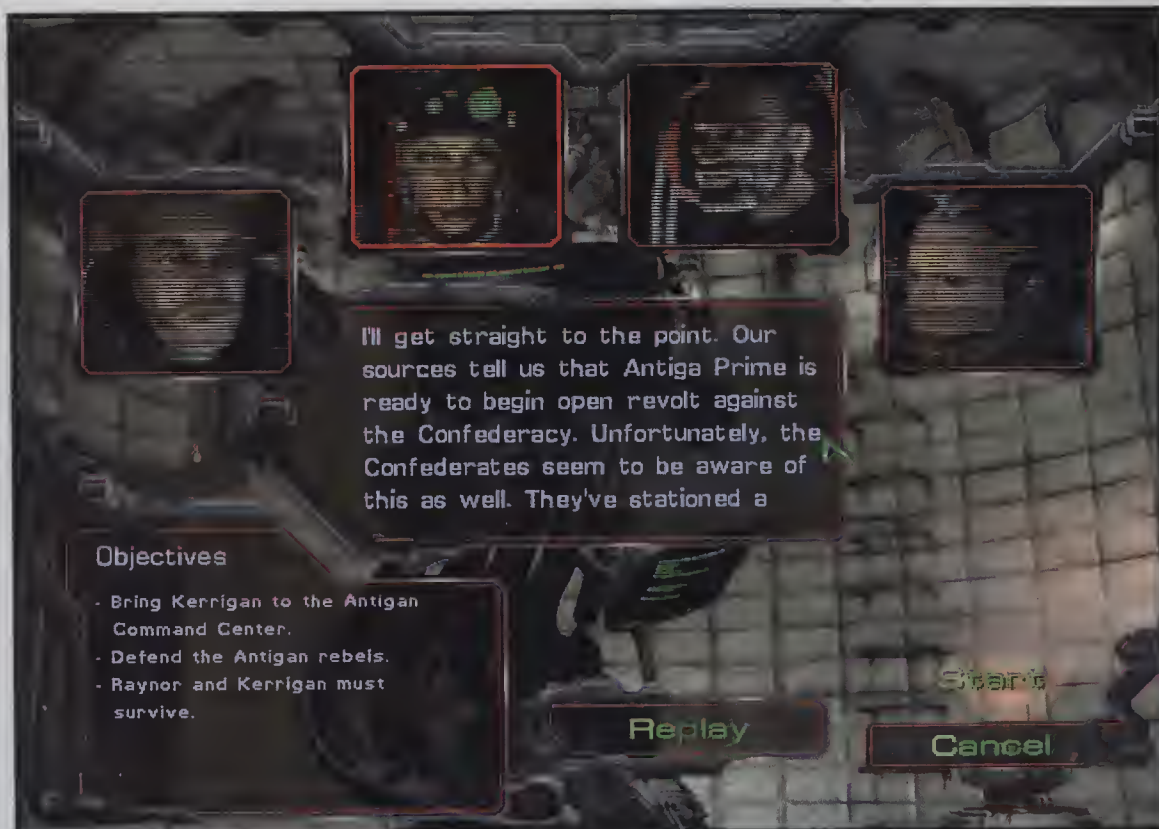 I'll get straight to the point. Our
sources tell us that Antiga Prime is
ready to begin open revolt against
the Confederacy. Unfortunately, the
Confederates seem to be aware of
this as well. They've stationed a
Objectives
- Bring Kerrigan to the Antigan
Command Center.
- Defend the Antigan rebels.
- Raynor and Kerrigan must
survive.
Start
Replay
Cancel